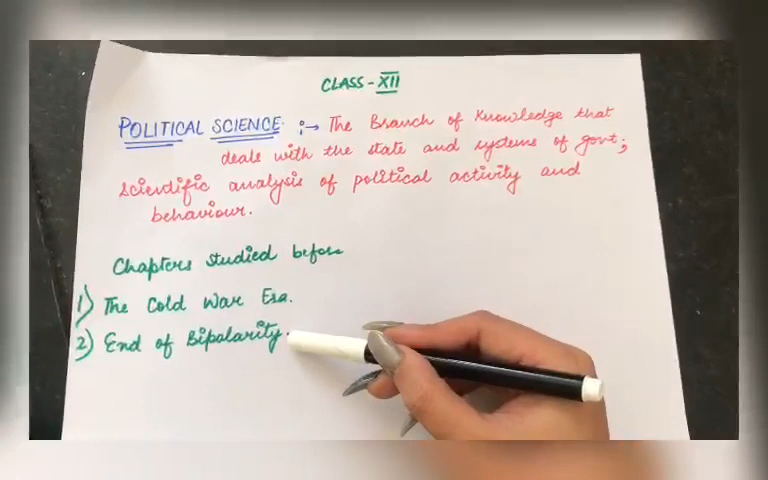 CLASS - XII
POLITICAL SCIENCE :→ The Branch of Knowledge that
deals with the state and systems of govt;
scientific analysis of political activity and
behaviour.
Chapters studied before
1) The Cold War Era.
2) End of Bipolarity.